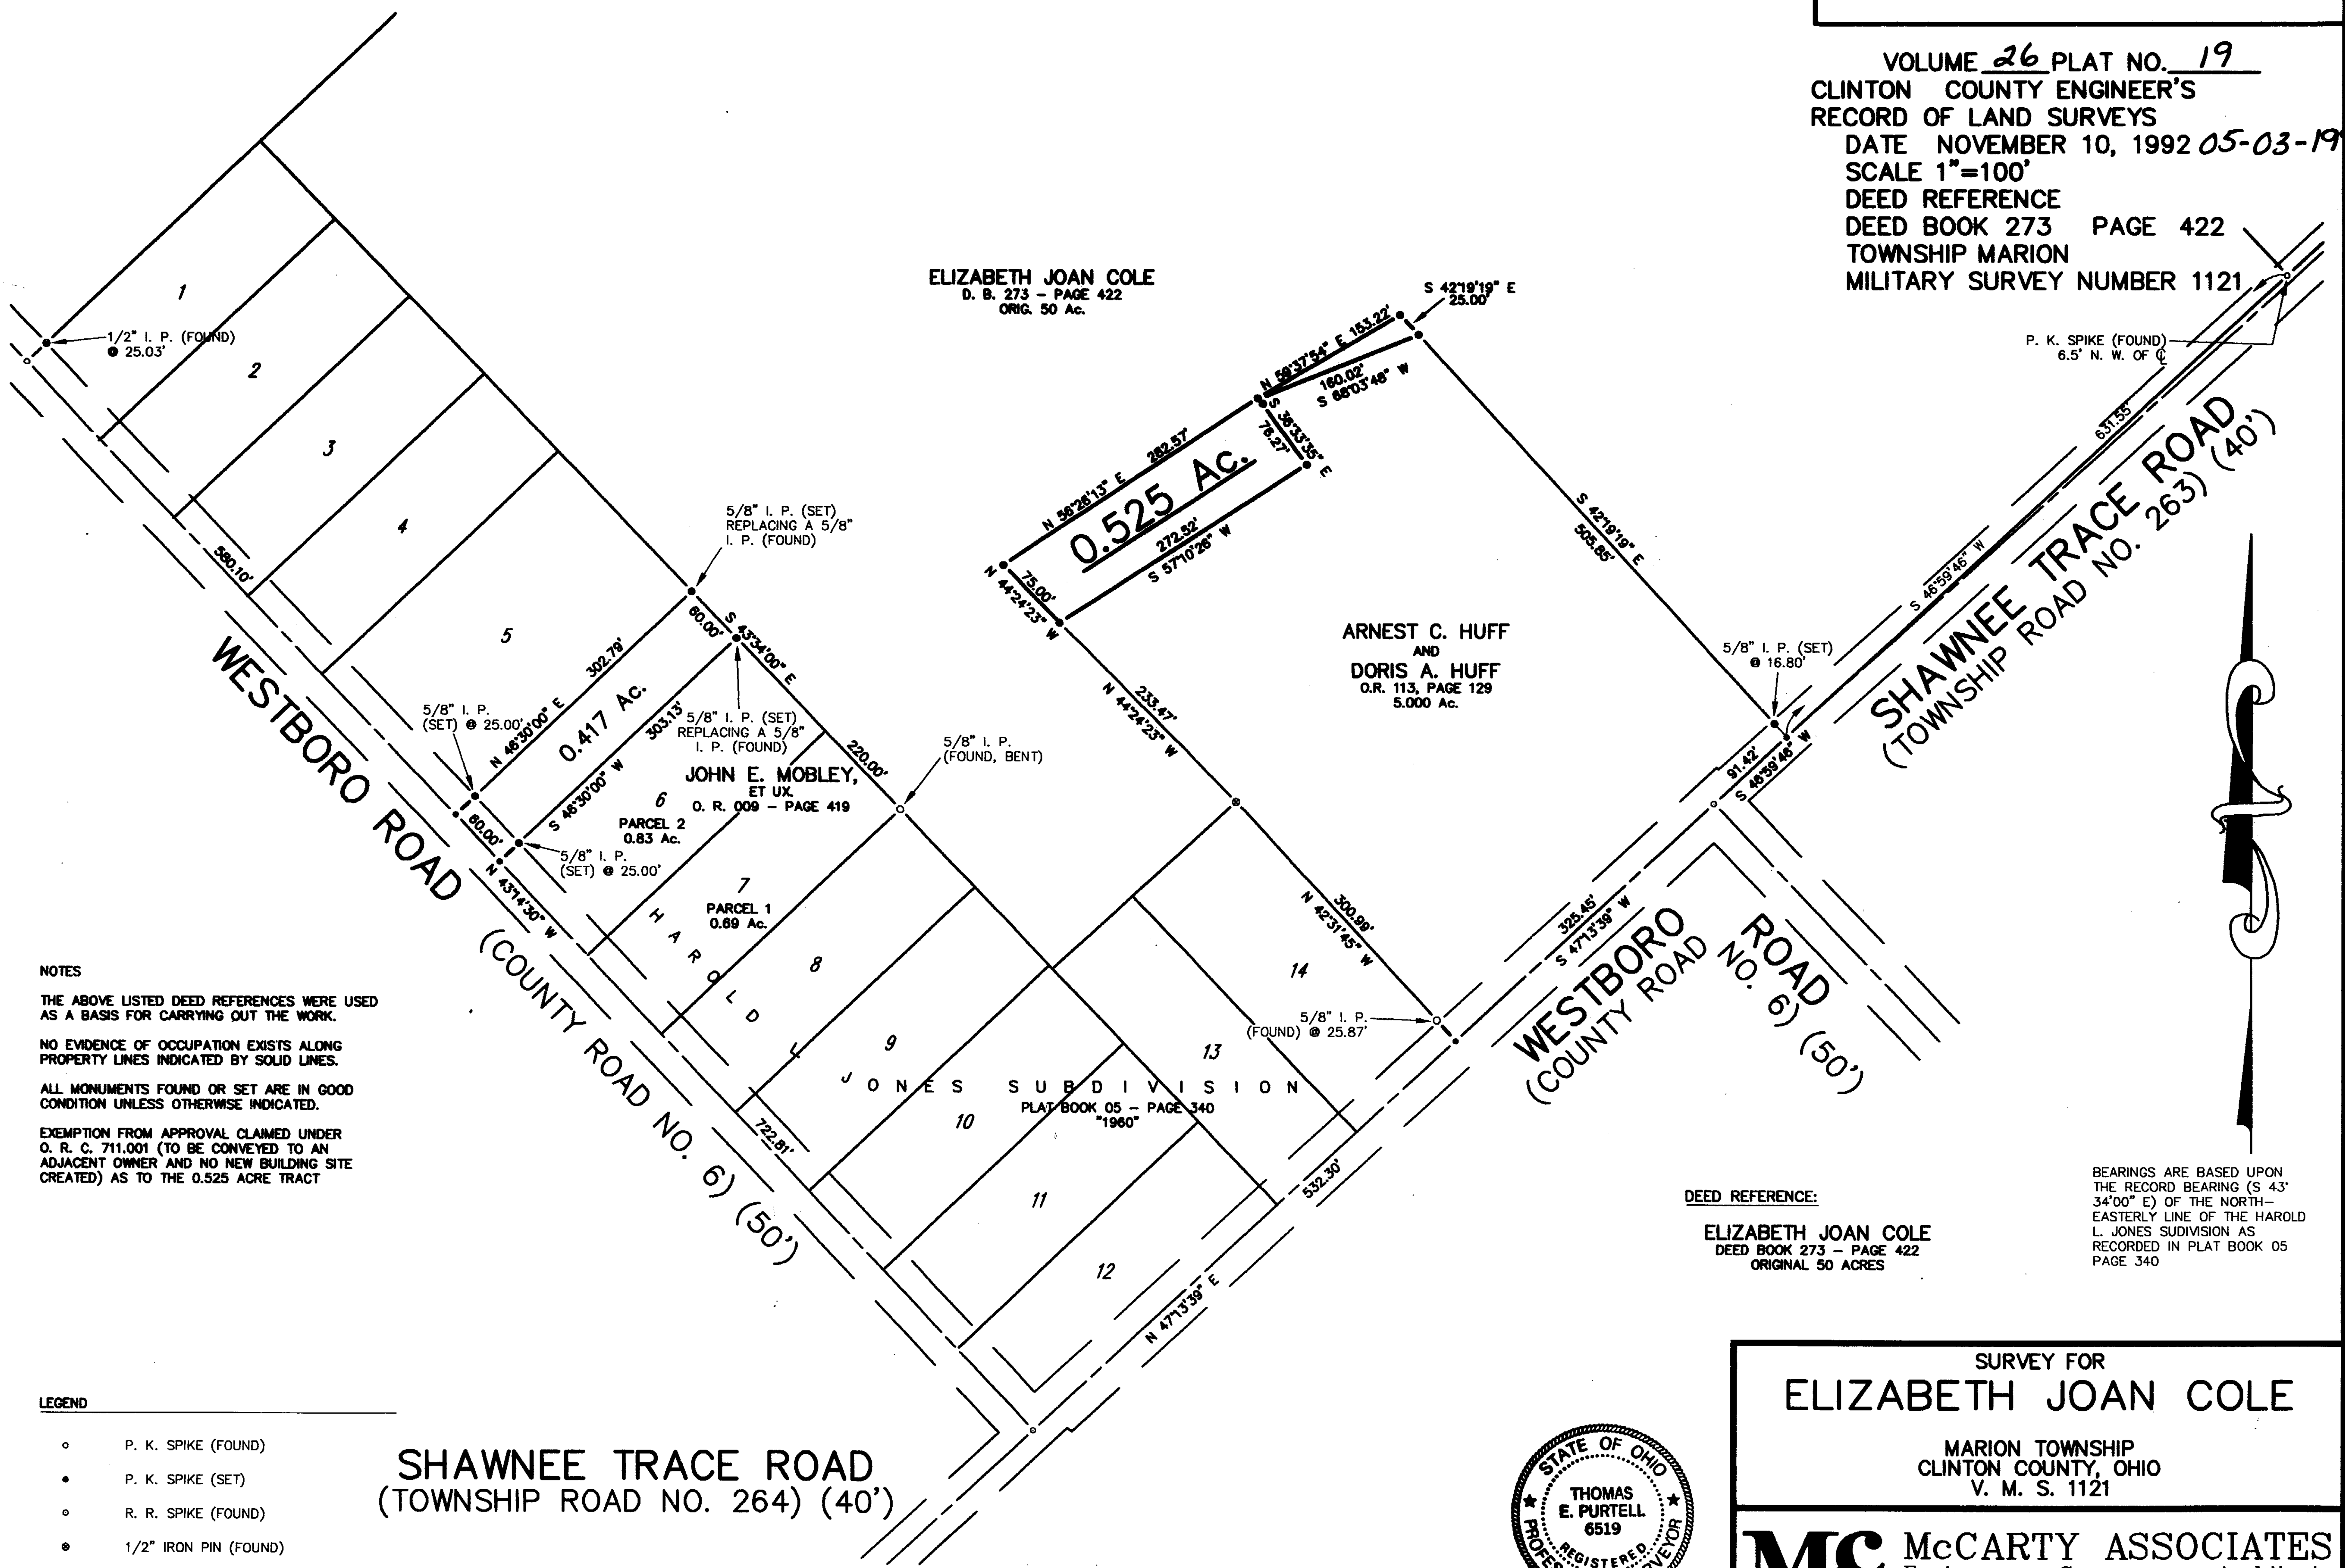 VOLUME 26 PLAT NO. 19
CLINTON COUNTY ENGINEER'S
RECORD OF LAND SURVEYS
DATE NOVEMBER 10, 1992 05-03-19
SCALE 1"=100'
DEED REFERENCE
DEED BOOK 273 PAGE 422
TOWNSHIP MARION
MILITARY SURVEY NUMBER 1121
P. K. SPIKE (FOUND)
6.5' N. W. OF ℄
ELIZABETH JOAN COLE
D. B. 273 - PAGE 422
ORIG. 50 Ac.
S 42°19'19" E
25.00'
N 59°37'54" E 153.22'
160.02'
S 68°03'48" W
S 38°33'35" E
76.27'
N 56°26'13" E 282.57'
0.525 Ac.
272.52'
S 57°10'26" W
75.00'
N 44°24'23" W
S 42°19'19" E
505.85'
631.55'
S 46°59'46" W
SHAWNEE TRACE ROAD
(TOWNSHIP ROAD NO. 263) (40')
1
1/2" I. P. (FOUND)
@ 25.03'
2
3
4
5
580.10'
WESTBORO ROAD
(COUNTY ROAD NO. 6) (50')
5/8" I. P. (SET)
REPLACING A 5/8"
I. P. (FOUND)
60.00'
S 43°34'00" E
302.79'
N 46°30'00" E
0.417 Ac.
303.13'
S 46°30'00" W
5/8" I. P.
(SET) @ 25.00'
5/8" I. P. (SET)
REPLACING A 5/8"
I. P. (FOUND)
220.00'
5/8" I. P.
(FOUND, BENT)
JOHN E. MOBLEY,
ET UX.
O. R. 009 - PAGE 419
6
PARCEL 2
0.83 Ac.
60.00'
5/8" I. P.
(SET) @ 25.00'
N 43°14'30" W
7
PARCEL 1
0.69 Ac.
8
9
10
11
12
13
14
HAROLD L. JONES SUBDIVISION
PLAT BOOK 05 - PAGE 340
"1960"
722.81'
ARNEST C. HUFF
AND
DORIS A. HUFF
O.R. 113, PAGE 129
5.000 Ac.
233.47'
N 44°24'23" W
300.99'
N 42°31'45" W
5/8" I. P. (SET)
@ 16.80'
91.42'
S 46°59'46" W
325.45'
S 47°13'39" W
WESTBORO ROAD
(COUNTY ROAD NO. 6) (50')
5/8" I. P.
(FOUND) @ 25.87'
532.30'
N 47°13'39" E
NOTES
THE ABOVE LISTED DEED REFERENCES WERE USED
AS A BASIS FOR CARRYING OUT THE WORK.
NO EVIDENCE OF OCCUPATION EXISTS ALONG
PROPERTY LINES INDICATED BY SOLID LINES.
ALL MONUMENTS FOUND OR SET ARE IN GOOD
CONDITION UNLESS OTHERWISE INDICATED.
EXEMPTION FROM APPROVAL CLAIMED UNDER
O. R. C. 711.001 (TO BE CONVEYED TO AN
ADJACENT OWNER AND NO NEW BUILDING SITE
CREATED) AS TO THE 0.525 ACRE TRACT
DEED REFERENCE:
ELIZABETH JOAN COLE
DEED BOOK 273 - PAGE 422
ORIGINAL 50 ACRES
BEARINGS ARE BASED UPON
THE RECORD BEARING (S 43°
34'00" E) OF THE NORTH-
EASTERLY LINE OF THE HAROLD
L. JONES SUDIVISION AS
RECORDED IN PLAT BOOK 05
PAGE 340
LEGEND
P. K. SPIKE (FOUND)
P. K. SPIKE (SET)
R. R. SPIKE (FOUND)
1/2" IRON PIN (FOUND)
SHAWNEE TRACE ROAD
(TOWNSHIP ROAD NO. 264) (40')
STATE OF OHIO
THOMAS
E. PURTELL
6519
REGISTERED
SURVEY FOR
ELIZABETH JOAN COLE
MARION TOWNSHIP
CLINTON COUNTY, OHIO
V. M. S. 1121
MC McCARTY ASSOCIATES